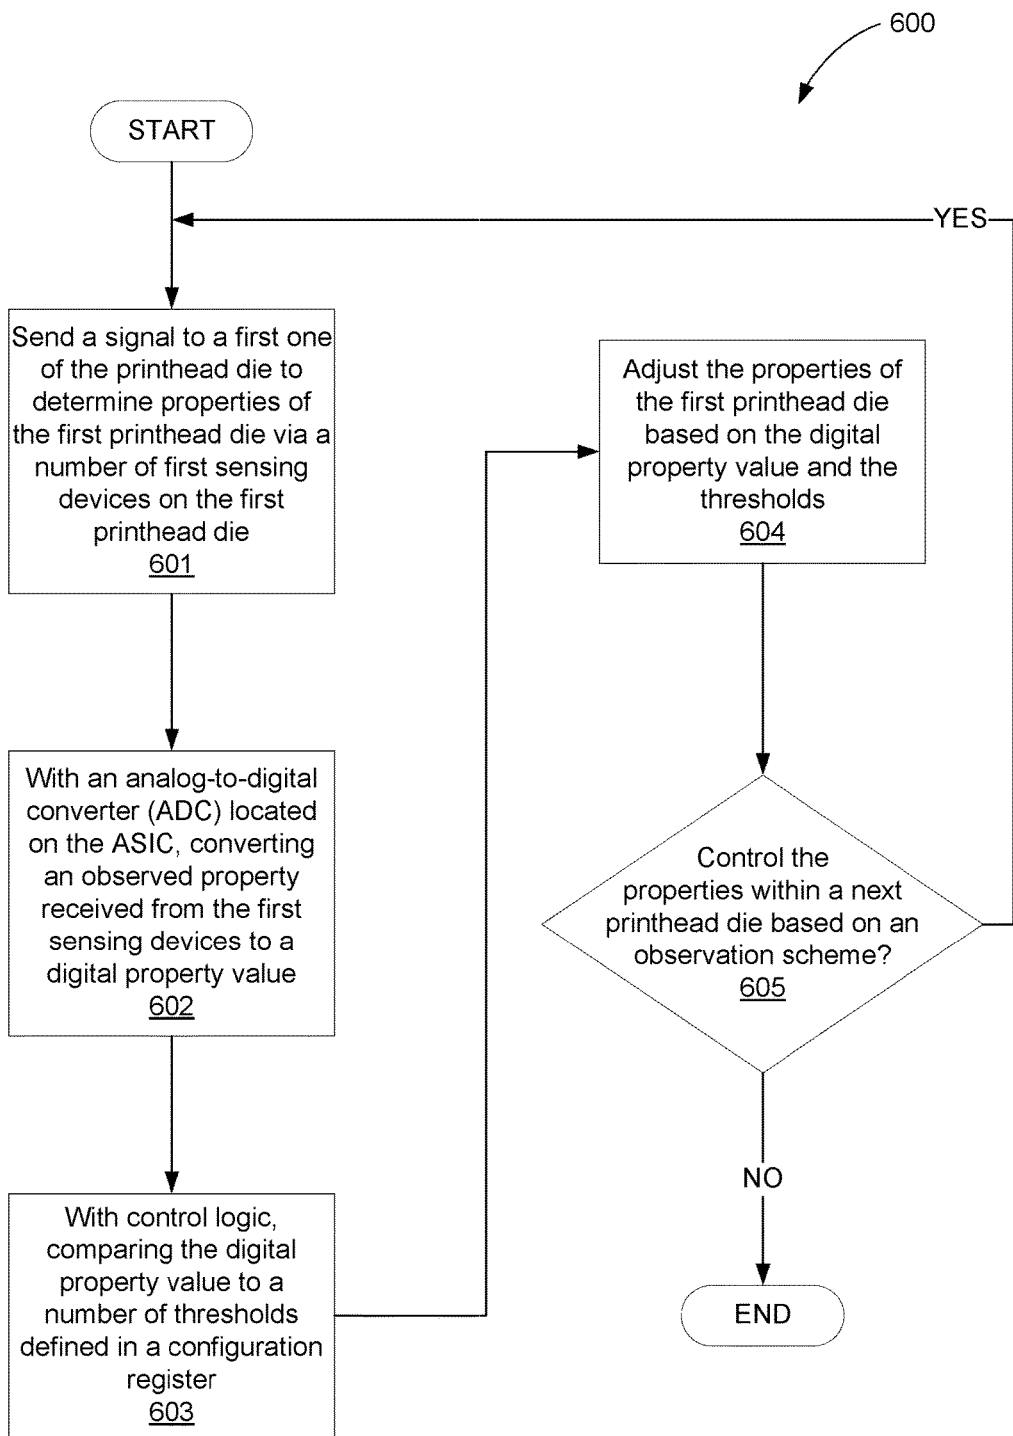 600
START
YES
Send a signal to a first one
of the printhead die to
determine properties of
the first printhead die via a
number of first sensing
devices on the first
printhead die
601
With an analog-to-digital
converter (ADC) located
on the ASIC, converting
an observed property
received from the first
sensing devices to a
digital property value
602
With control logic,
comparing the digital
property value to a
number of thresholds
defined in a configuration
register
603
Adjust the properties of
the first printhead die
based on the digital
property value and the
thresholds
604
Control the
properties within a next
printhead die based on an
observation scheme?
605
NO
END